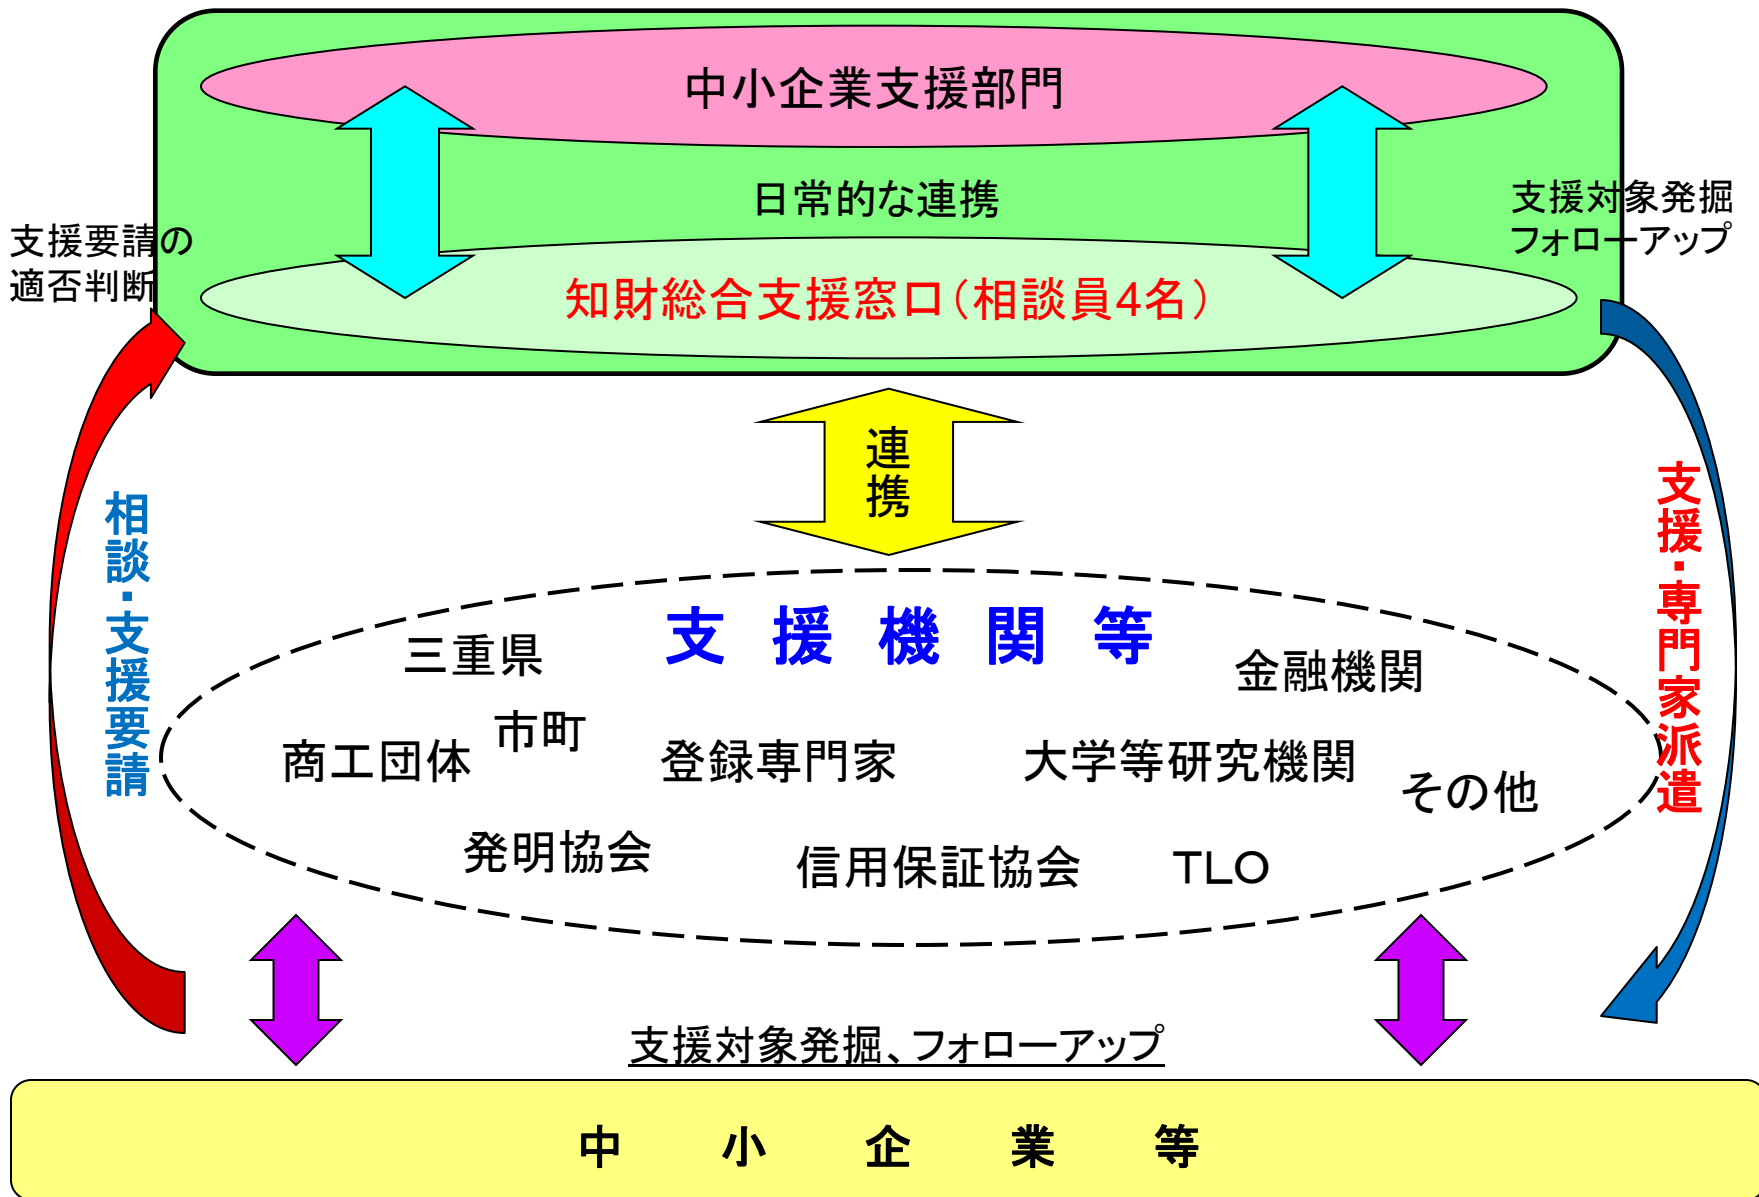 中小企業支援部門
日常的な連携
支援対象発掘
フォローアップ
支援要請の
適否判断
知財総合支援窓口（相談員4名）
連携
相談・支援要請
支援・専門家派遣
支援機関等
三重県
金融機関
市町
商工団体
登録専門家
大学等研究機関
その他
発明協会
信用保証協会
TLO
支援対象発掘、フォローアップ
中小企業等